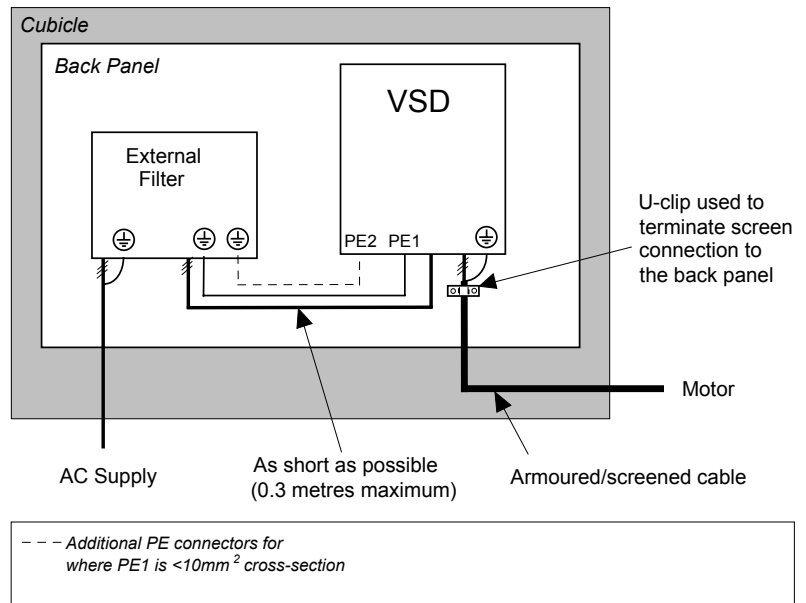 Cubicle
Back Panel
VSD
External
Filter
PE2 PE1
U-clip used to
terminate screen
connection to
the back panel
Motor
AC Supply
As short as possible
(0.3 metres maximum)
Armoured/screened cable
Additional PE connectors for
where PE1 is <10mm² cross-section